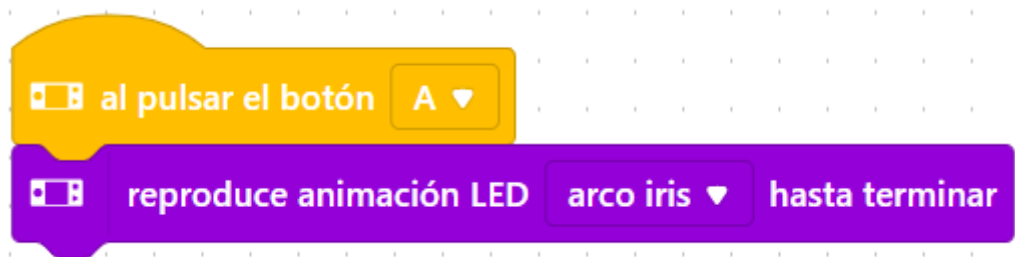 al pulsar el botón A
reproduce animación LED arco iris hasta terminar